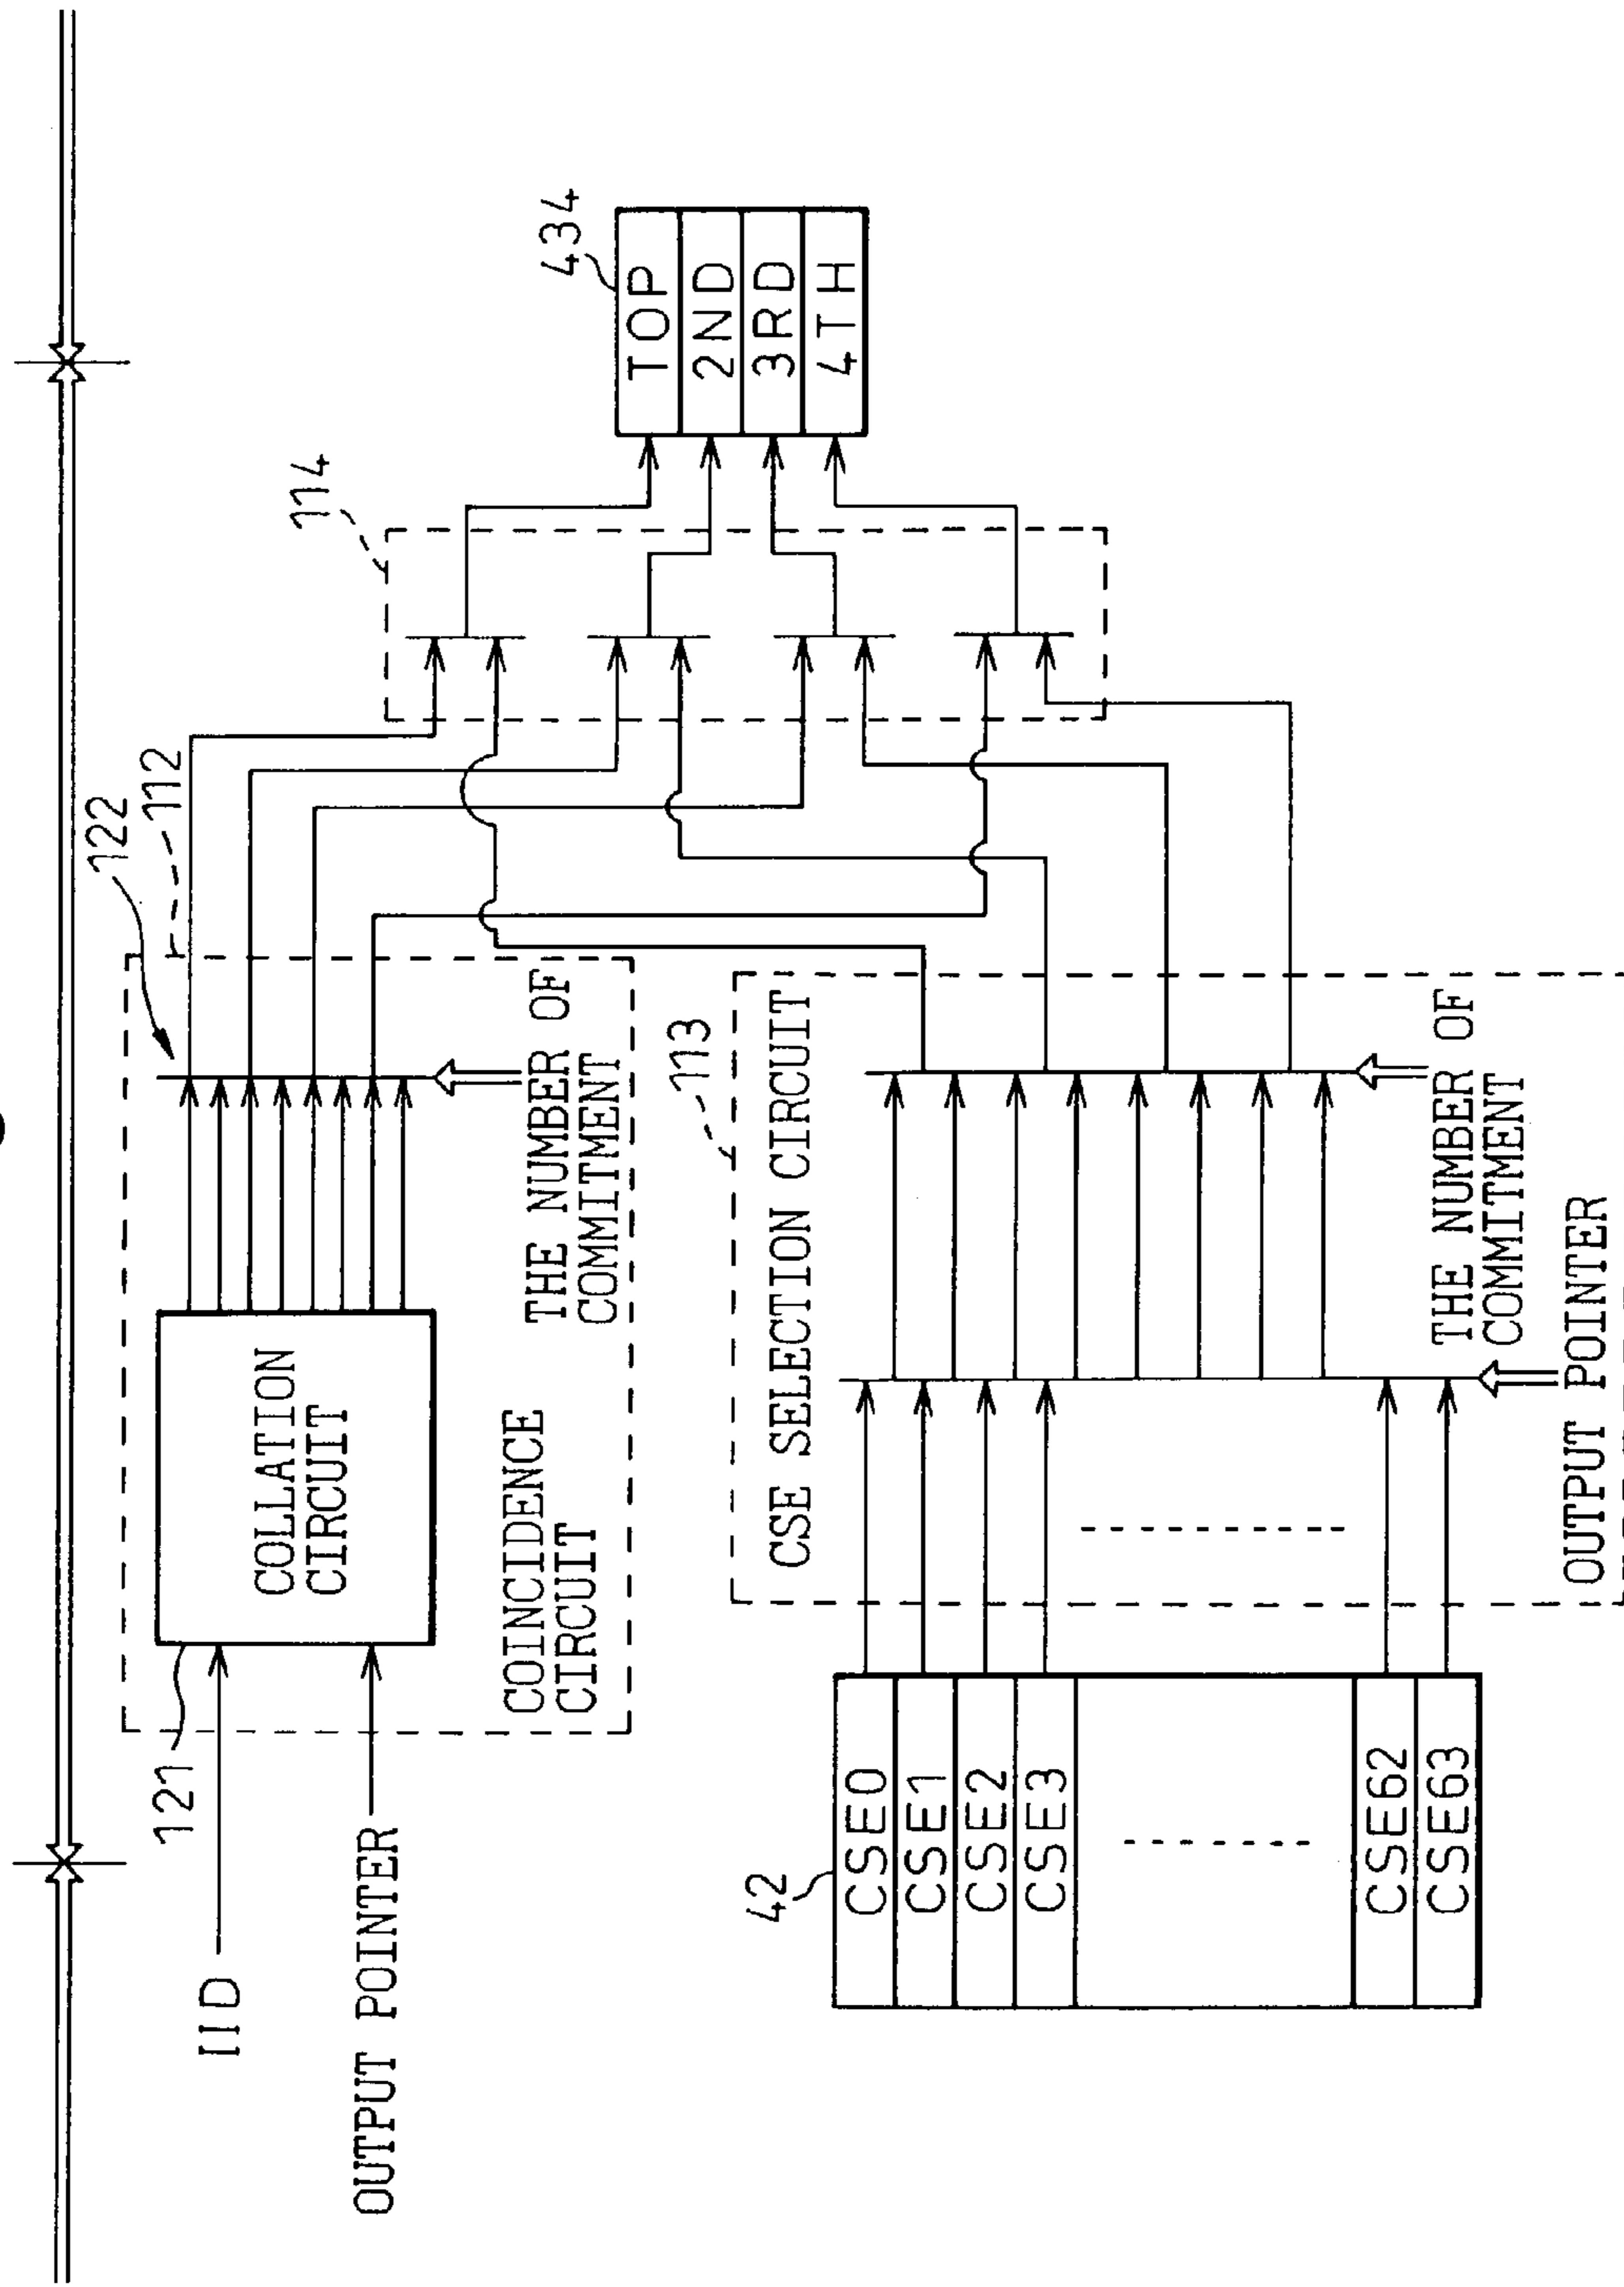 122
112
114
434
TOP
2ND
3RD
4TH
121
COLLATION
CIRCUIT
IID
OUTPUT POINTER
THE NUMBER OF
COMMITMENT
COINCIDENCE
CIRCUIT
113
CSE SELECTION CIRCUIT
42
CSE0
CSE1
CSE2
CSE3
CSE62
CSE63
THE NUMBER OF
COMMITMENT
OUTPUT POINTER